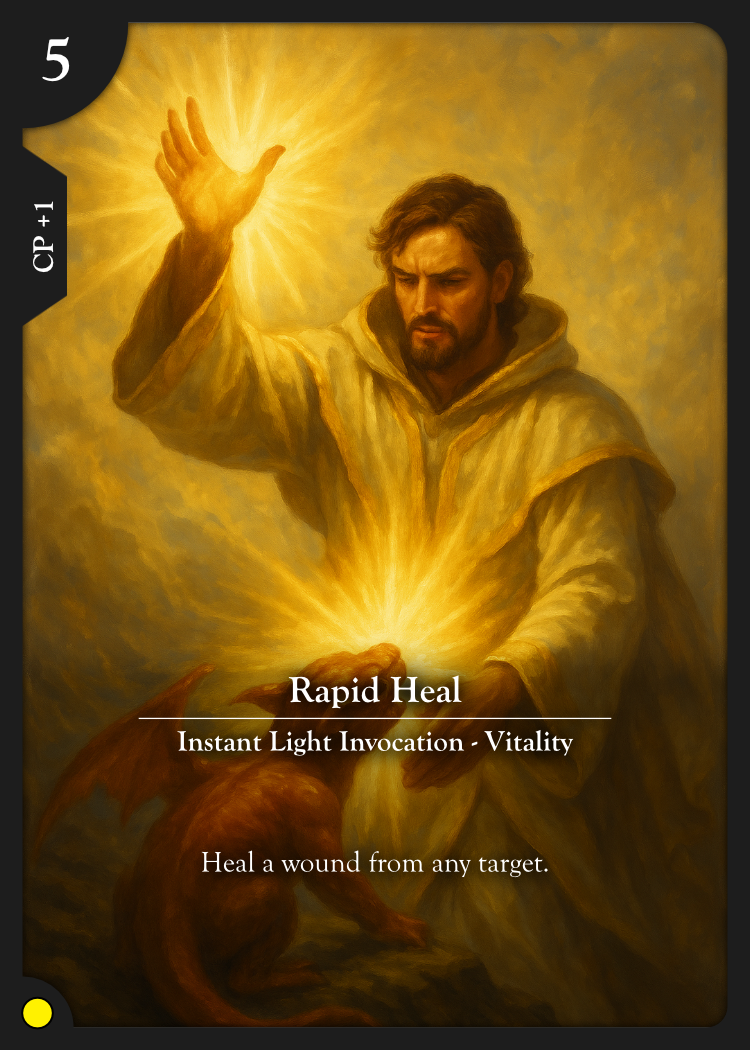 5
CP +1
Rapid Heal
Instant Light Invocation - Vitality
Heal a wound from any target.